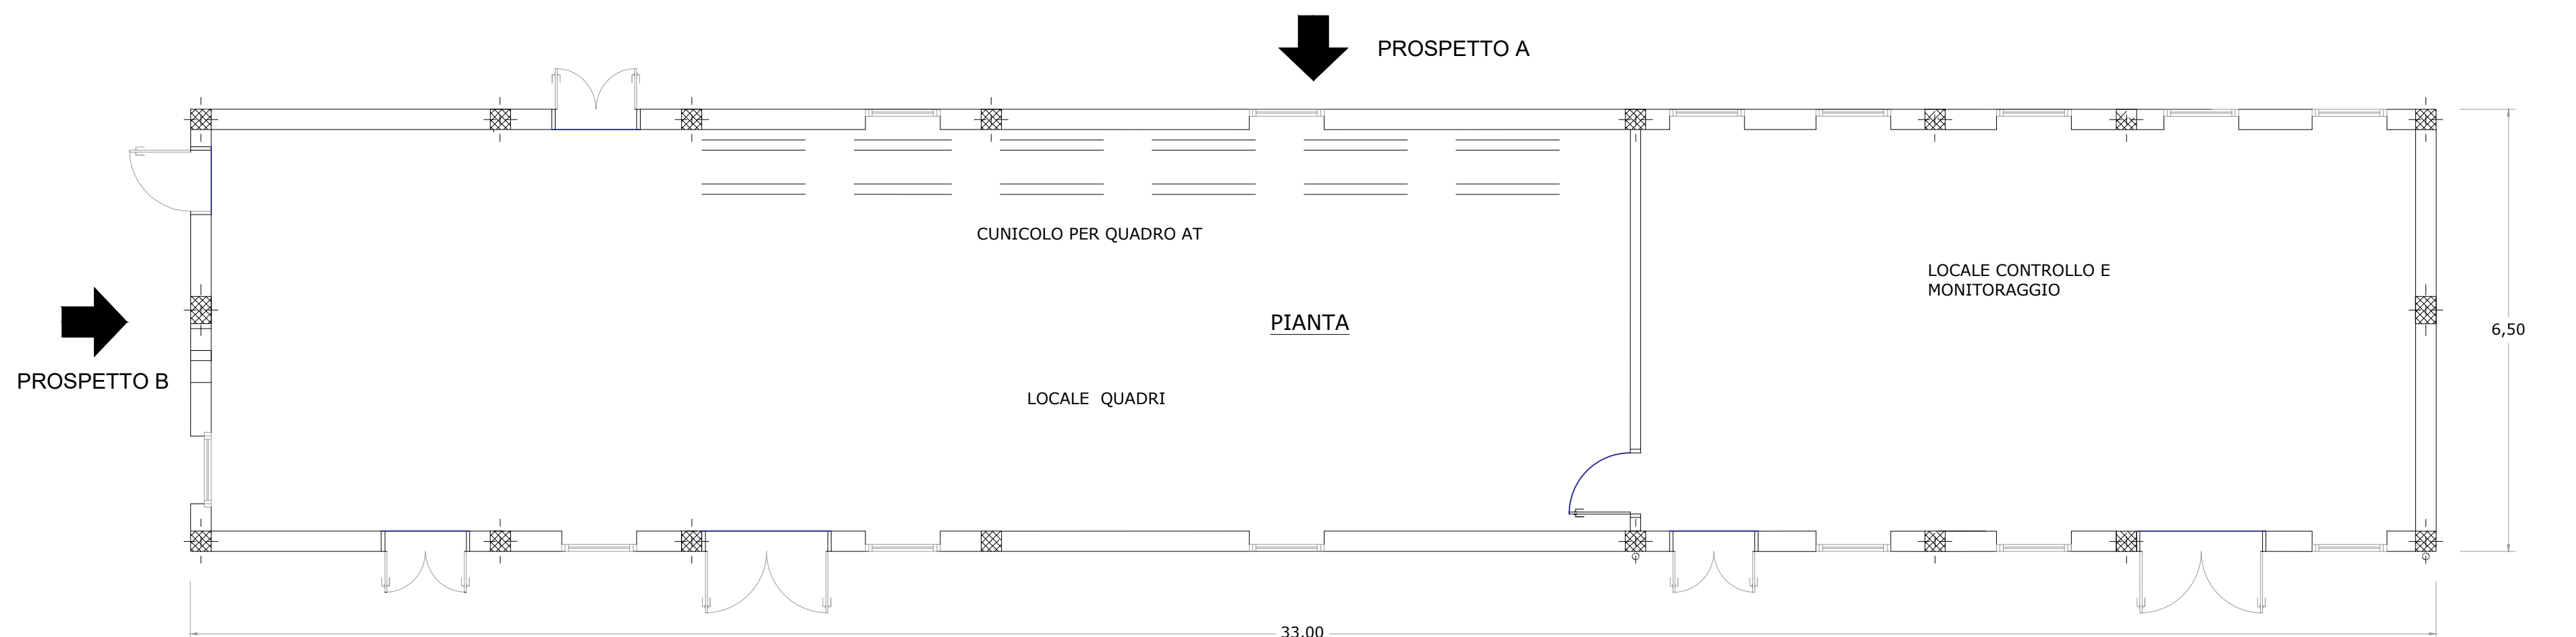 PROSPETTO A
CUNICOLO PER QUADRO AT
LOCALE CONTROLLO E
MONITORAGGIO
PIANTA
6,50
PROSPETTO B
LOCALE QUADRI
33,00